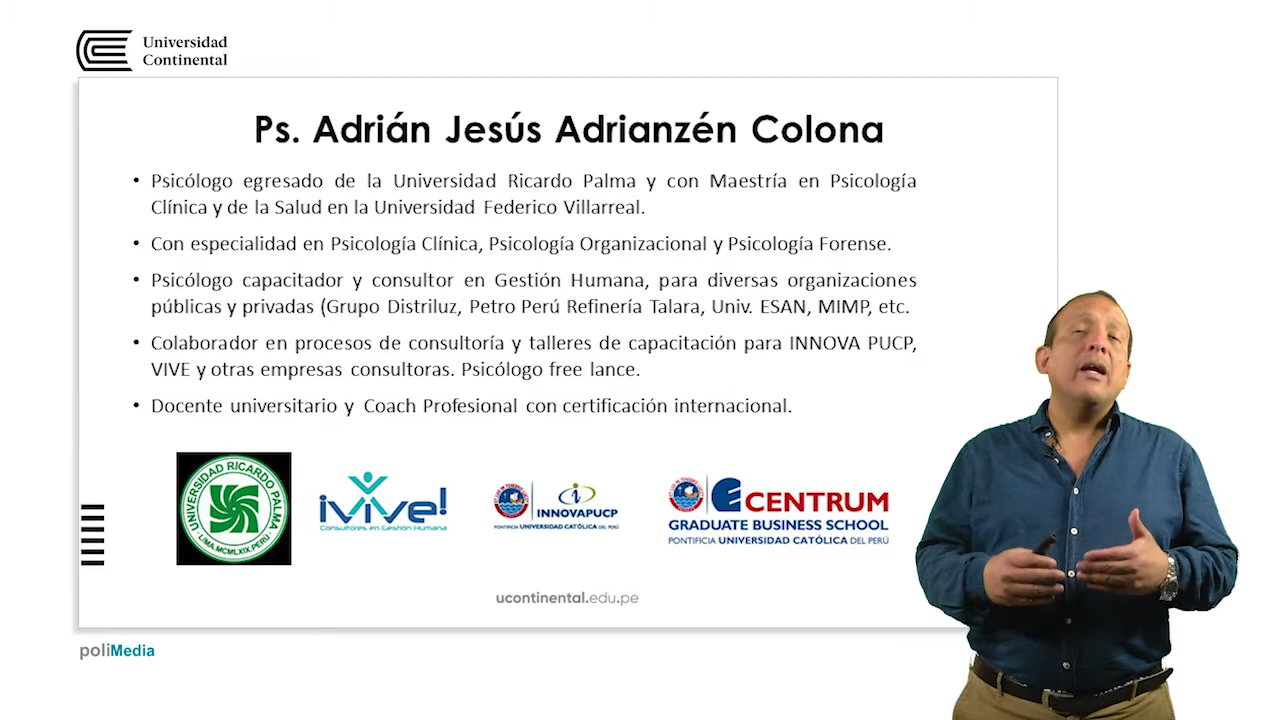 Universidad
Continental
Ps. Adrián Jesús Adrianzén Colona
• Psicólogo egresado de la Universidad Ricardo Palma y con Maestría en Psicología
Clínica y de la Salud en la Universidad Federico Villarreal.
• Con especialidad en Psicología Clínica, Psicología Organizacional y Psicología Forense.
• Psicólogo capacitador y consultor en Gestión Humana, para diversas organizaciones
públicas y privadas (Grupo Distriluz, Petro Perú Refinería Talara, Univ. ESAN, MIMP, etc.
• Colaborador en procesos de consultoría y talleres de capacitación para INNOVA PUCP,
VIVE y otras empresas consultoras. Psicólogo free lance.
• Docente universitario y Coach Profesional con certificación internacional.
UNIVERSIDAD RICARDO PALMA
LIMA.MCMLXIX.PERU
¡Vive!
Consultores en Gestión Humana
INNOVAPUCP
PONTIFICIA UNIVERSIDAD CATÓLICA DEL PERÚ
CENTRUM
GRADUATE BUSINESS SCHOOL
PONTIFICIA UNIVERSIDAD CATÓLICA DEL PERÚ
ucontinental.edu.pe
poliMedia